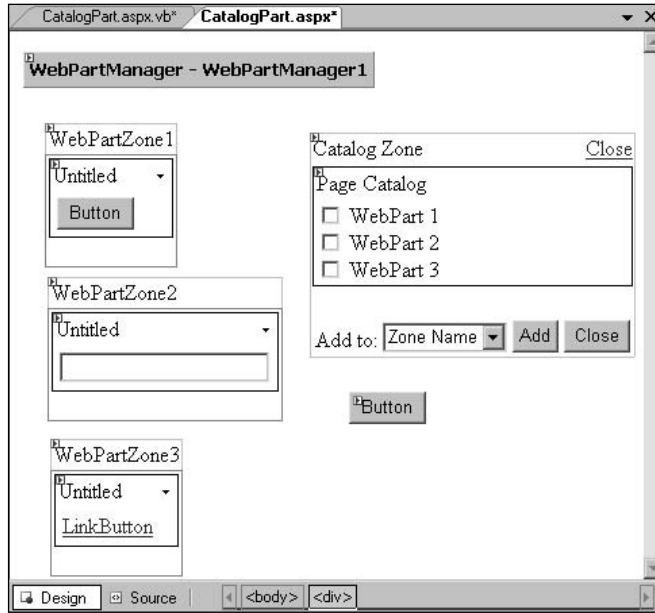 CatalogPart.aspx.vb* CatalogPart.aspx*
WebPartManager - WebPartManager1
WebPartZone1
Untitled
Button
WebPartZone2
Untitled
WebPartZone3
Untitled
LinkButton
Catalog Zone Close
Page Catalog
WebPart 1
WebPart 2
WebPart 3
Add to: Zone Name Add Close
Button
Design Source <body> <div>